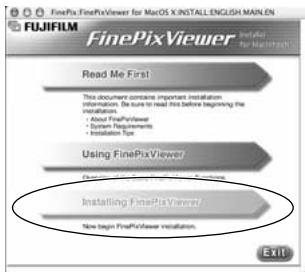 FinePix:FinePixViewer for MacOS X:INSTALL:ENGLISH:MAIN.EN
FUJIFILM
FinePixViewer
Installer
for Macintosh
Read Me First
This document contains important installation
information. Be sure to read this before beginning the
installation.
- About FinePixViewer
- System Requirements
- Installation Tips
Using FinePixViewer
Installing FinePixViewer
Now begin FinePixViewer installation.
Exit